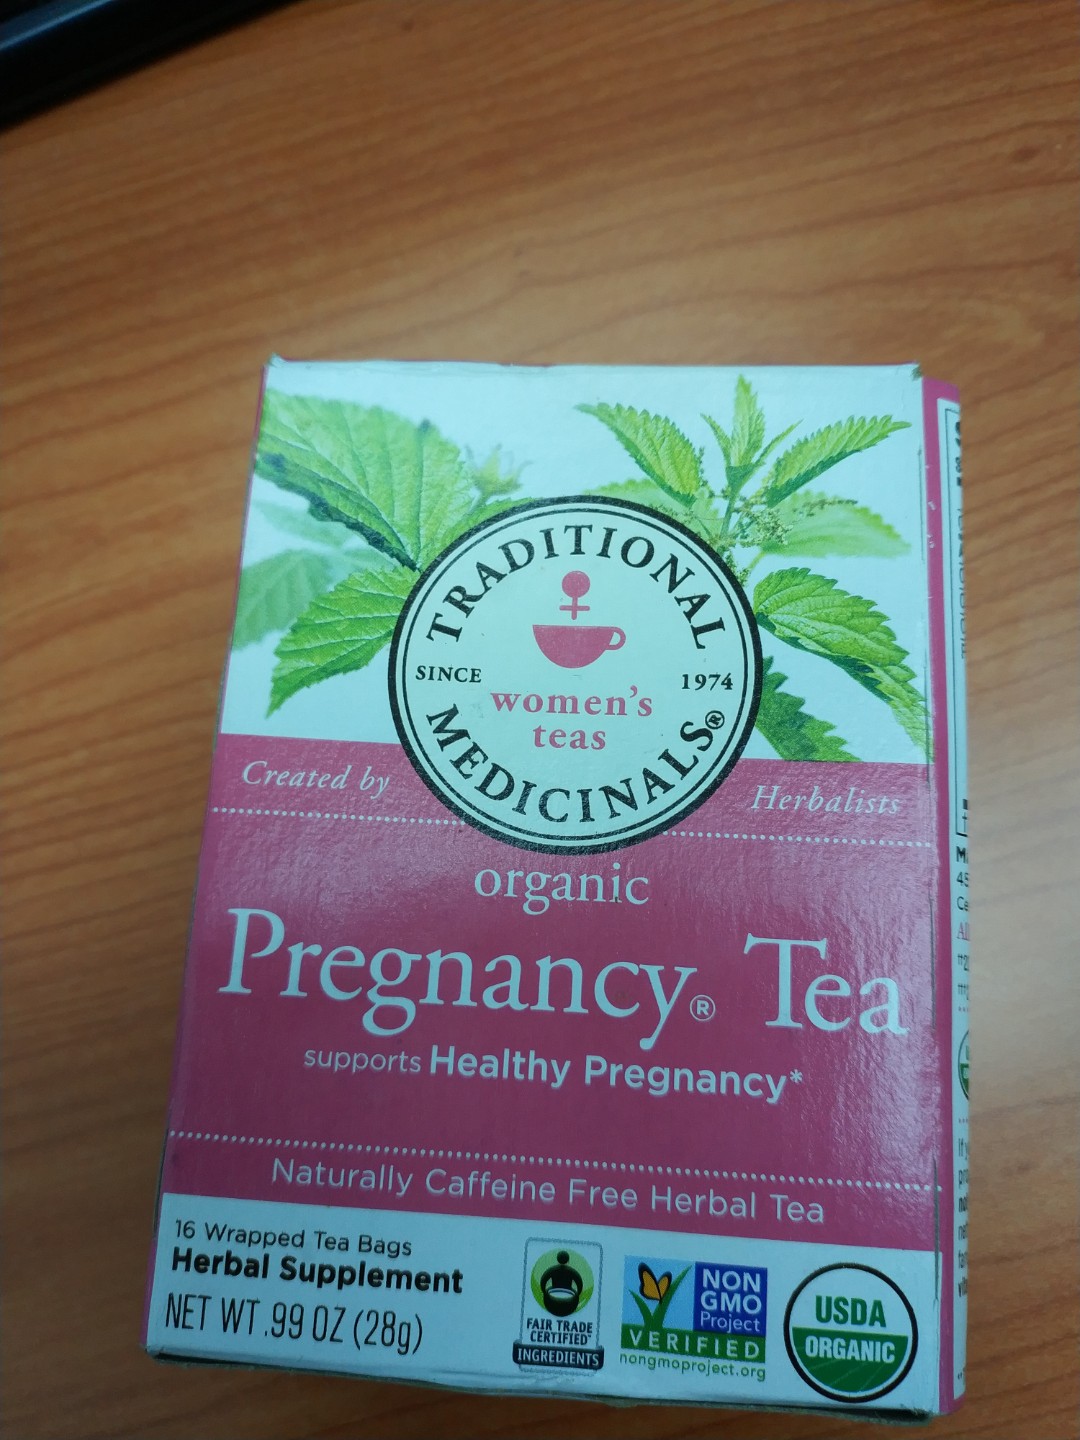 TRADITIONAL
SINCE 1974
women's
teas
MEDICINALS®
Created by Herbalists
organic
Pregnancy® Tea
supports Healthy Pregnancy*
Naturally Caffeine Free Herbal Tea
16 Wrapped Tea Bags
Herbal Supplement
NET WT .99 OZ (28g)
FAIR TRADE
CERTIFIED
INGREDIENTS
NON
GMO
Project
VERIFIED
nongmoproject.org
USDA
ORGANIC